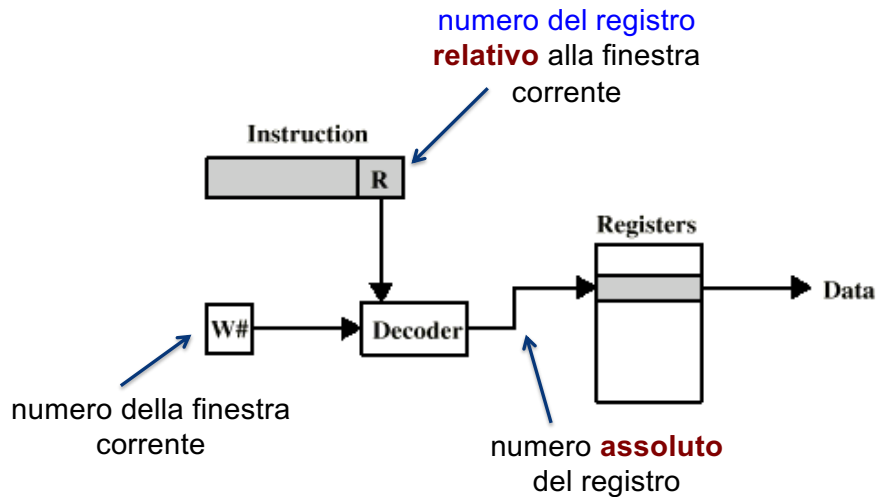 numero del registro
relativo alla finestra
corrente
Instruction
R
Registers
Data
W#
Decoder
numero della finestra
corrente
numero assoluto
del registro